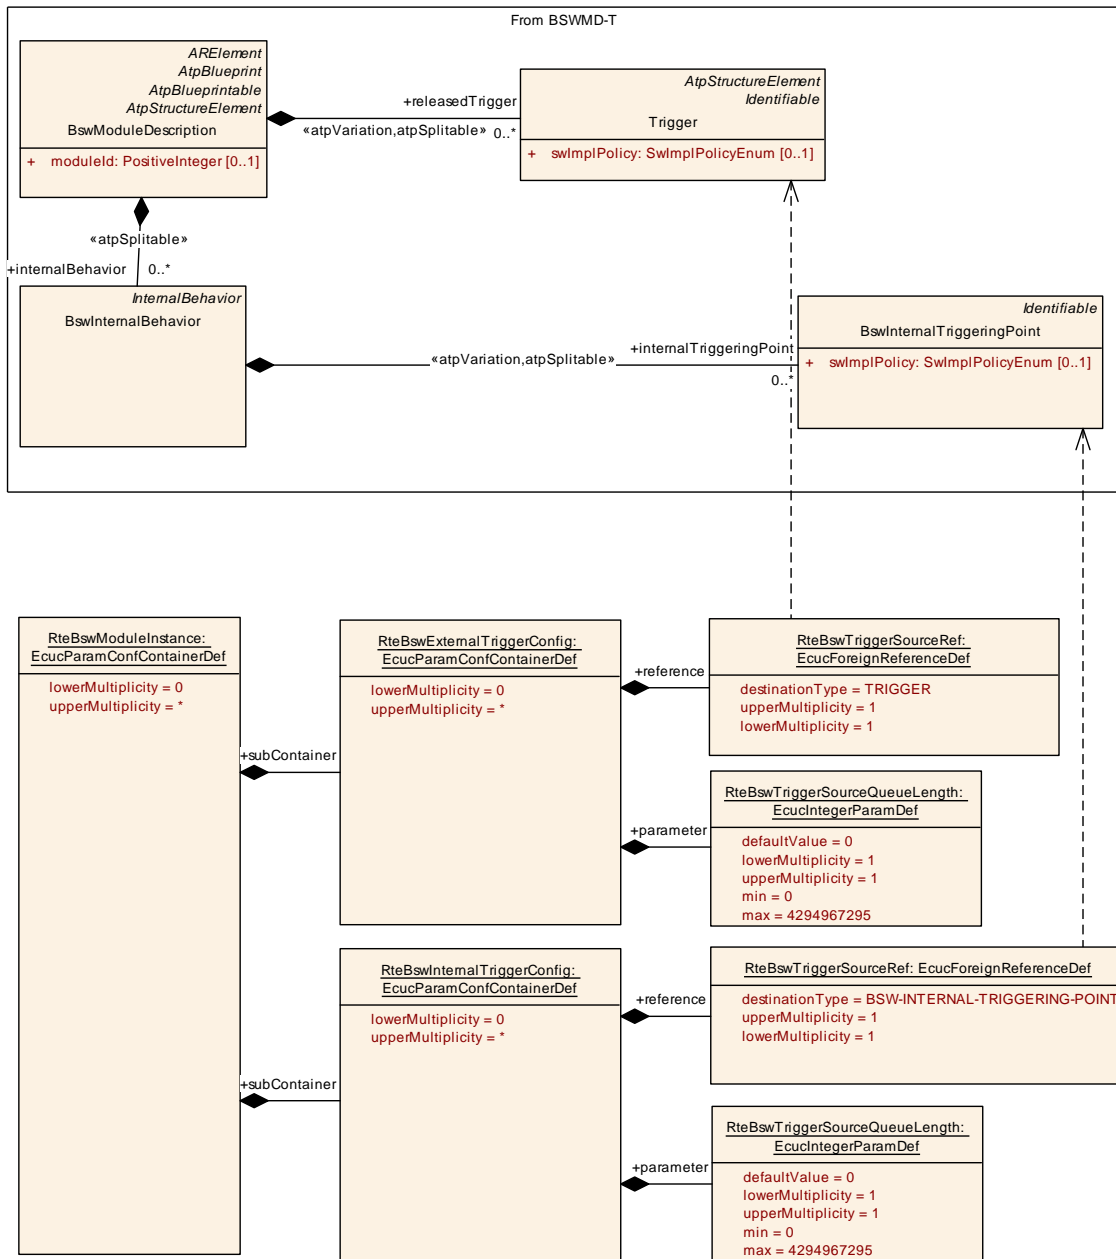 From BSWMD-T
ARElement
AtpBlueprint
AtpBlueprintable
AtpStructureElement
BswModuleDescription
+ moduleId: PositiveInteger [0..1]
+releasedTrigger
«atpVariation,atpSplitable» 0..*
AtpStructureElement
Identifiable
Trigger
+ swImplPolicy: SwImplPolicyEnum [0..1]
«atpSplitable»
+internalBehavior 0..*
InternalBehavior
BswInternalBehavior
«atpVariation,atpSplitable»
+internalTriggeringPoint
0..*
Identifiable
BswInternalTriggeringPoint
+ swImplPolicy: SwImplPolicyEnum [0..1]
RteBswModuleInstance:
EcucParamConfContainerDef
lowerMultiplicity = 0
upperMultiplicity = *
+subContainer
RteBswExternalTriggerConfig:
EcucParamConfContainerDef
lowerMultiplicity = 0
upperMultiplicity = *
+reference
RteBswTriggerSourceRef:
EcucForeignReferenceDef
destinationType = TRIGGER
upperMultiplicity = 1
lowerMultiplicity = 1
+parameter
RteBswTriggerSourceQueueLength:
EcucIntegerParamDef
defaultValue = 0
lowerMultiplicity = 1
upperMultiplicity = 1
min = 0
max = 4294967295
+subContainer
RteBswInternalTriggerConfig:
EcucParamConfContainerDef
lowerMultiplicity = 0
upperMultiplicity = *
+reference
RteBswTriggerSourceRef: EcucForeignReferenceDef
destinationType = BSW-INTERNAL-TRIGGERING-POINT
upperMultiplicity = 1
lowerMultiplicity = 1
+parameter
RteBswTriggerSourceQueueLength:
EcucIntegerParamDef
defaultValue = 0
lowerMultiplicity = 1
upperMultiplicity = 1
min = 0
max = 4294967295